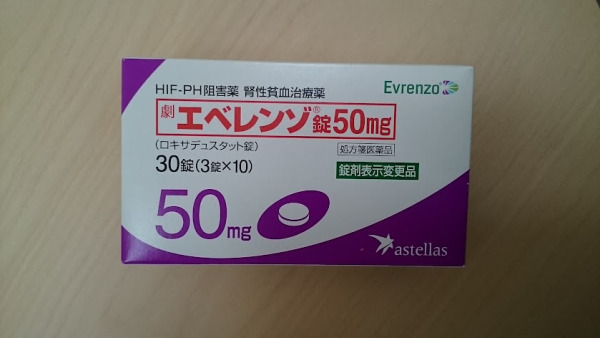 HIF-PH阻害薬 腎性貧血治療薬
Evrenzo
劇 エベレンゾ®錠50mg
(ロキサデュスタット錠)
処方箋医薬品
30錠(3錠×10)
錠剤表示変更品
50mg
astellas